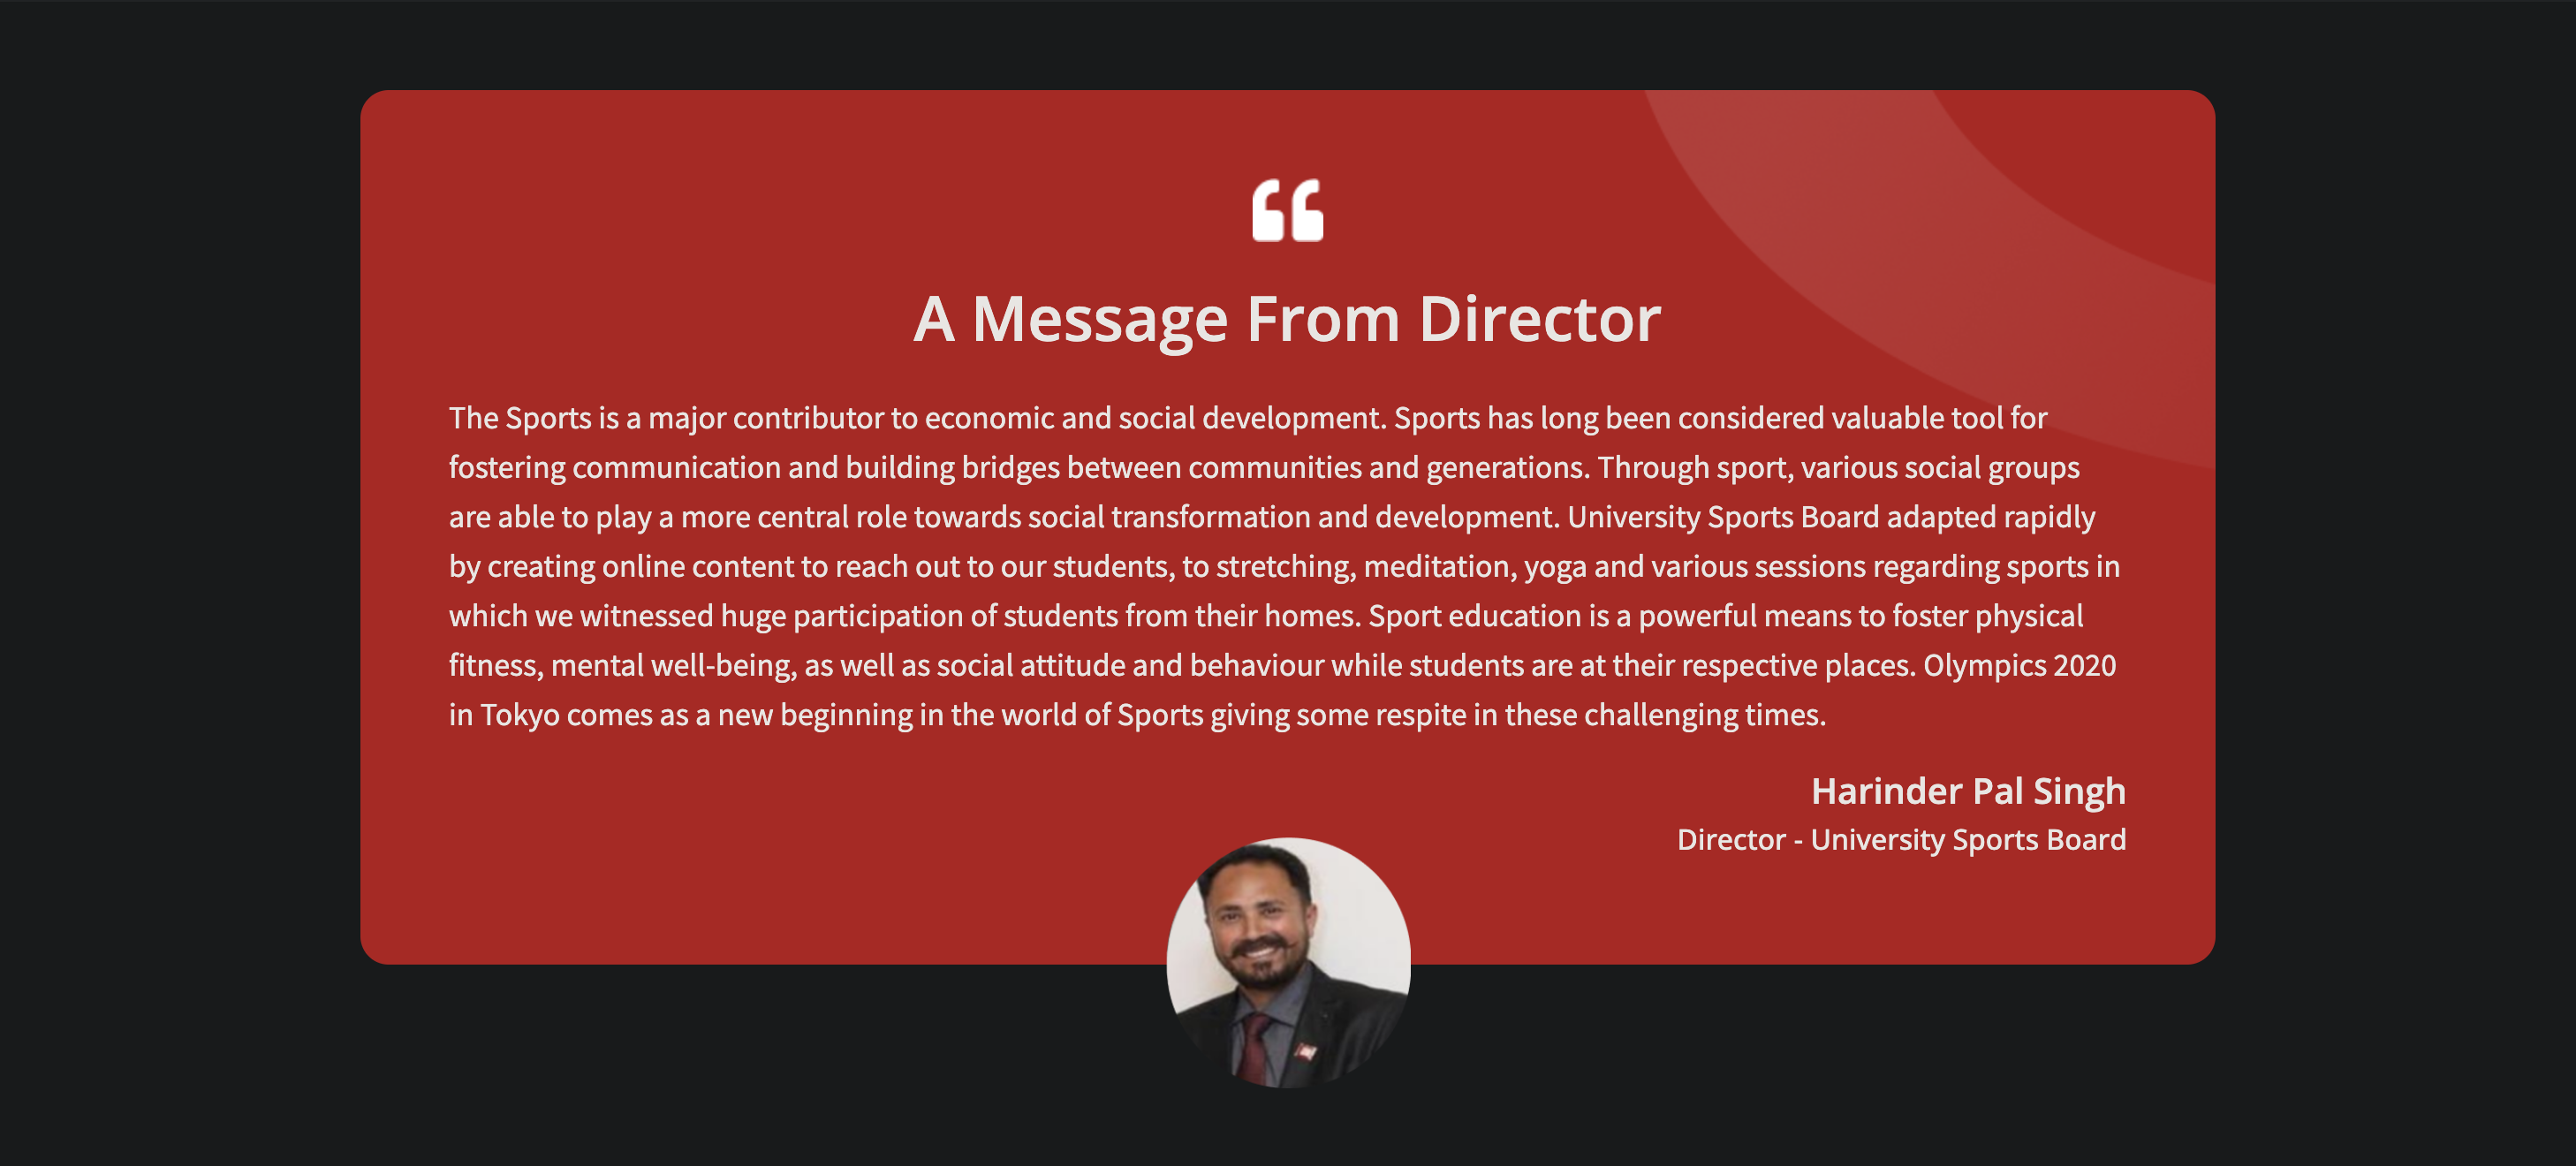 “
A Message From Director
The Sports is a major contributor to economic and social development. Sports has long been considered valuable tool for
fostering communication and building bridges between communities and generations. Through sport, various social groups
are able to play a more central role towards social transformation and development. University Sports Board adapted rapidly
by creating online content to reach out to our students, to stretching, meditation, yoga and various sessions regarding sports in
which we witnessed huge participation of students from their homes. Sport education is a powerful means to foster physical
fitness, mental well-being, as well as social attitude and behaviour while students are at their respective places. Olympics 2020
in Tokyo comes as a new beginning in the world of Sports giving some respite in these challenging times.
Harinder Pal Singh
Director - University Sports Board